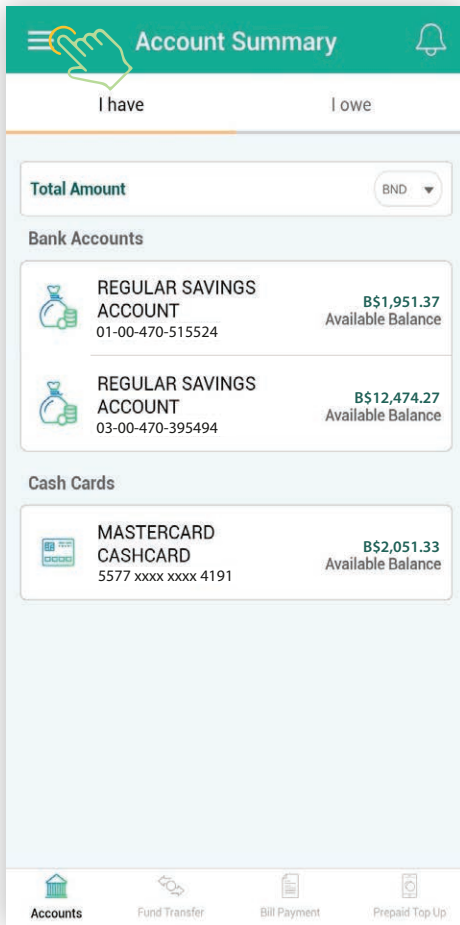 Account Summary
I have
I owe
Total Amount
BND
Bank Accounts
REGULAR SAVINGS
ACCOUNT
01-00-470-515524
B$1,951.37
Available Balance
REGULAR SAVINGS
ACCOUNT
03-00-470-395494
B$12,474.27
Available Balance
Cash Cards
MASTERCARD
CASHCARD
5577 xxxx xxxx 4191
B$2,051.33
Available Balance
Accounts
Fund Transfer
Bill Payment
Prepaid Top Up